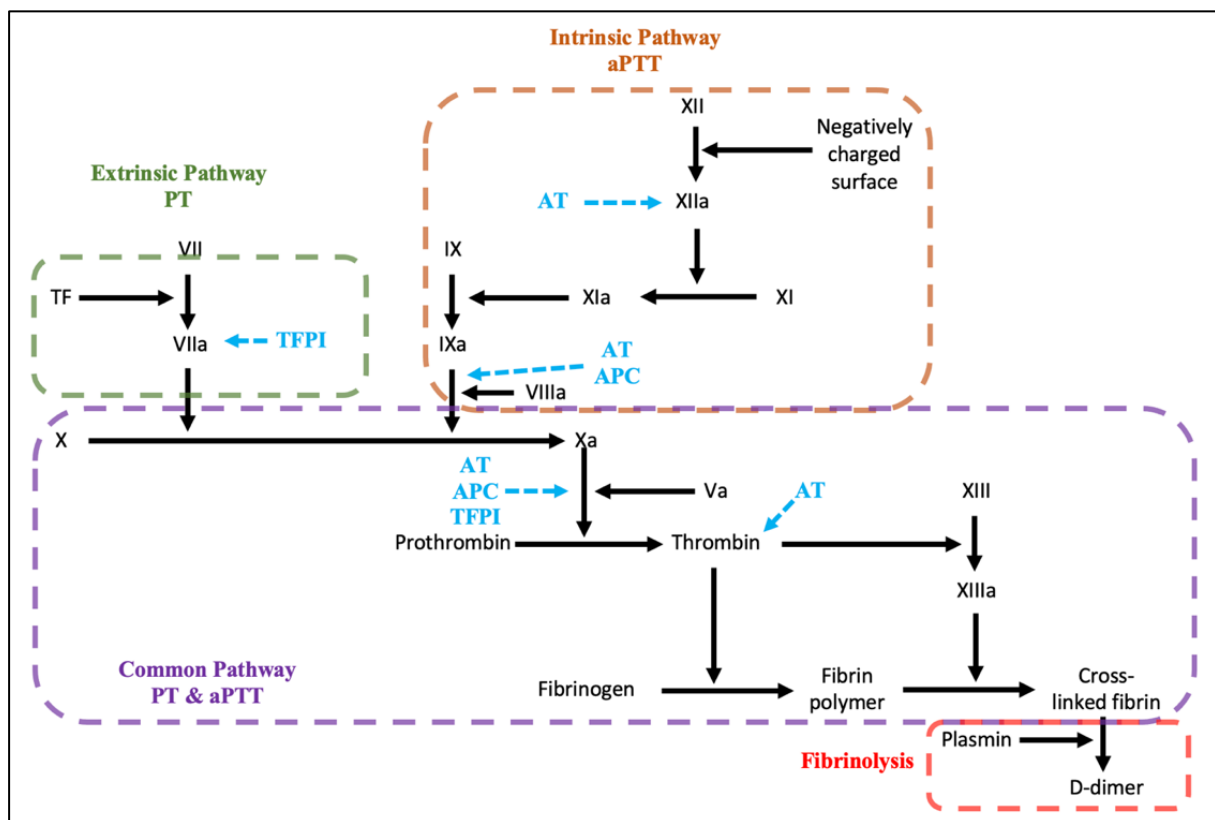 Intrinsic Pathway
aPTT
XII
Negatively
charged
surface
Extrinsic Pathway
PT
AT
XIIa
VII
IX
TF
XIa
XI
VIIa
TFPI
IXa
AT
APC
VIIIa
X
Xa
AT
APC
TFPI
Va
AT
XIII
Prothrombin
Thrombin
XIIIa
Common Pathway
PT & aPTT
Fibrinogen
Fibrin
polymer
Cross-
linked fibrin
Plasmin
Fibrinolysis
D-dimer